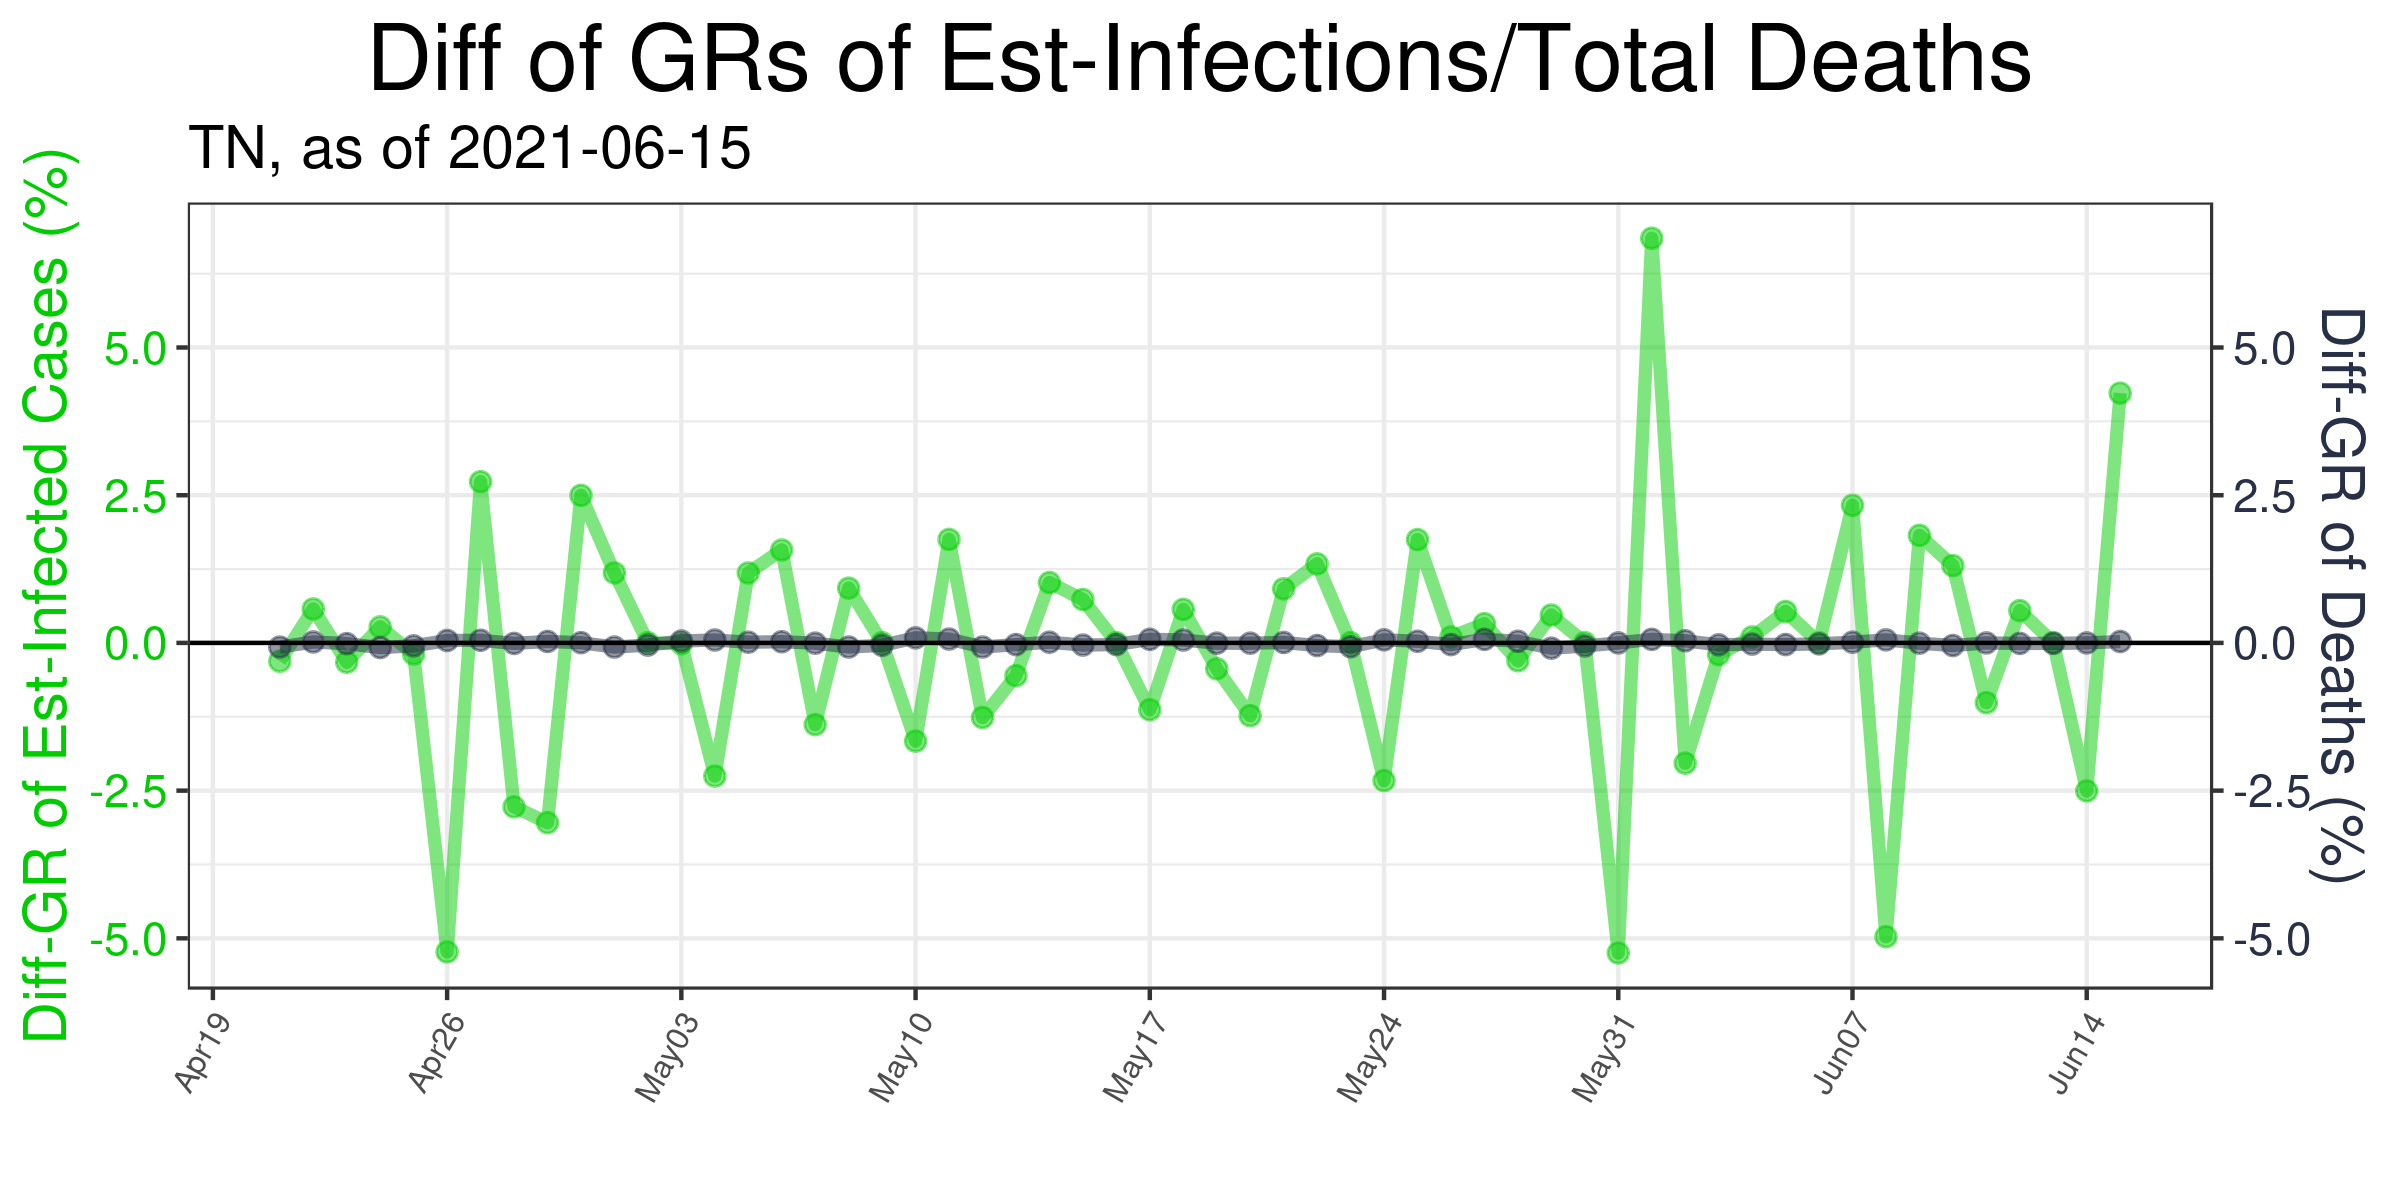 Diff of GRs of Est-Infections/Total Deaths
TN, as of 2021-06-15
Diff-GR of Est-Infected Cases (%)
5.0
2.5
0.0
-2.5
-5.0
5.0
2.5
0.0
-2.5
-5.0
Diff-GR of Deaths (%)
Apr19
Apr26
May03
May10
May17
May24
May31
Jun07
Jun14